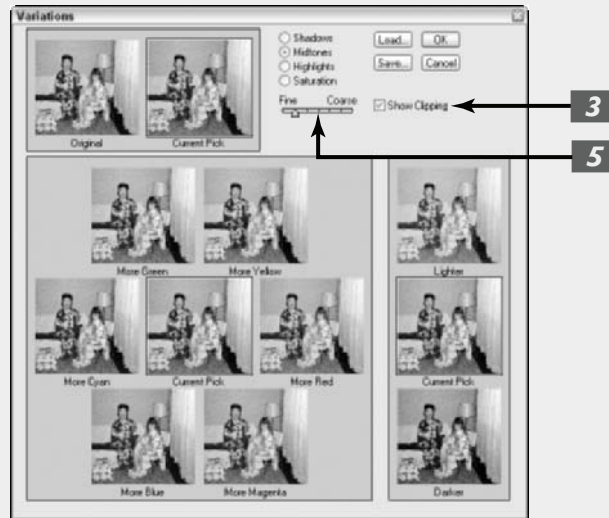 Variations
Shadows
Midtones
Highlights
Saturation
Load... OK
Save... Cancel
Fine Coarse
Show Clipping
3
5
Original Current Pick
More Green More Yellow
More Cyan Current Pick More Red
More Blue More Magenta
Lighter
Current Pick
Darker